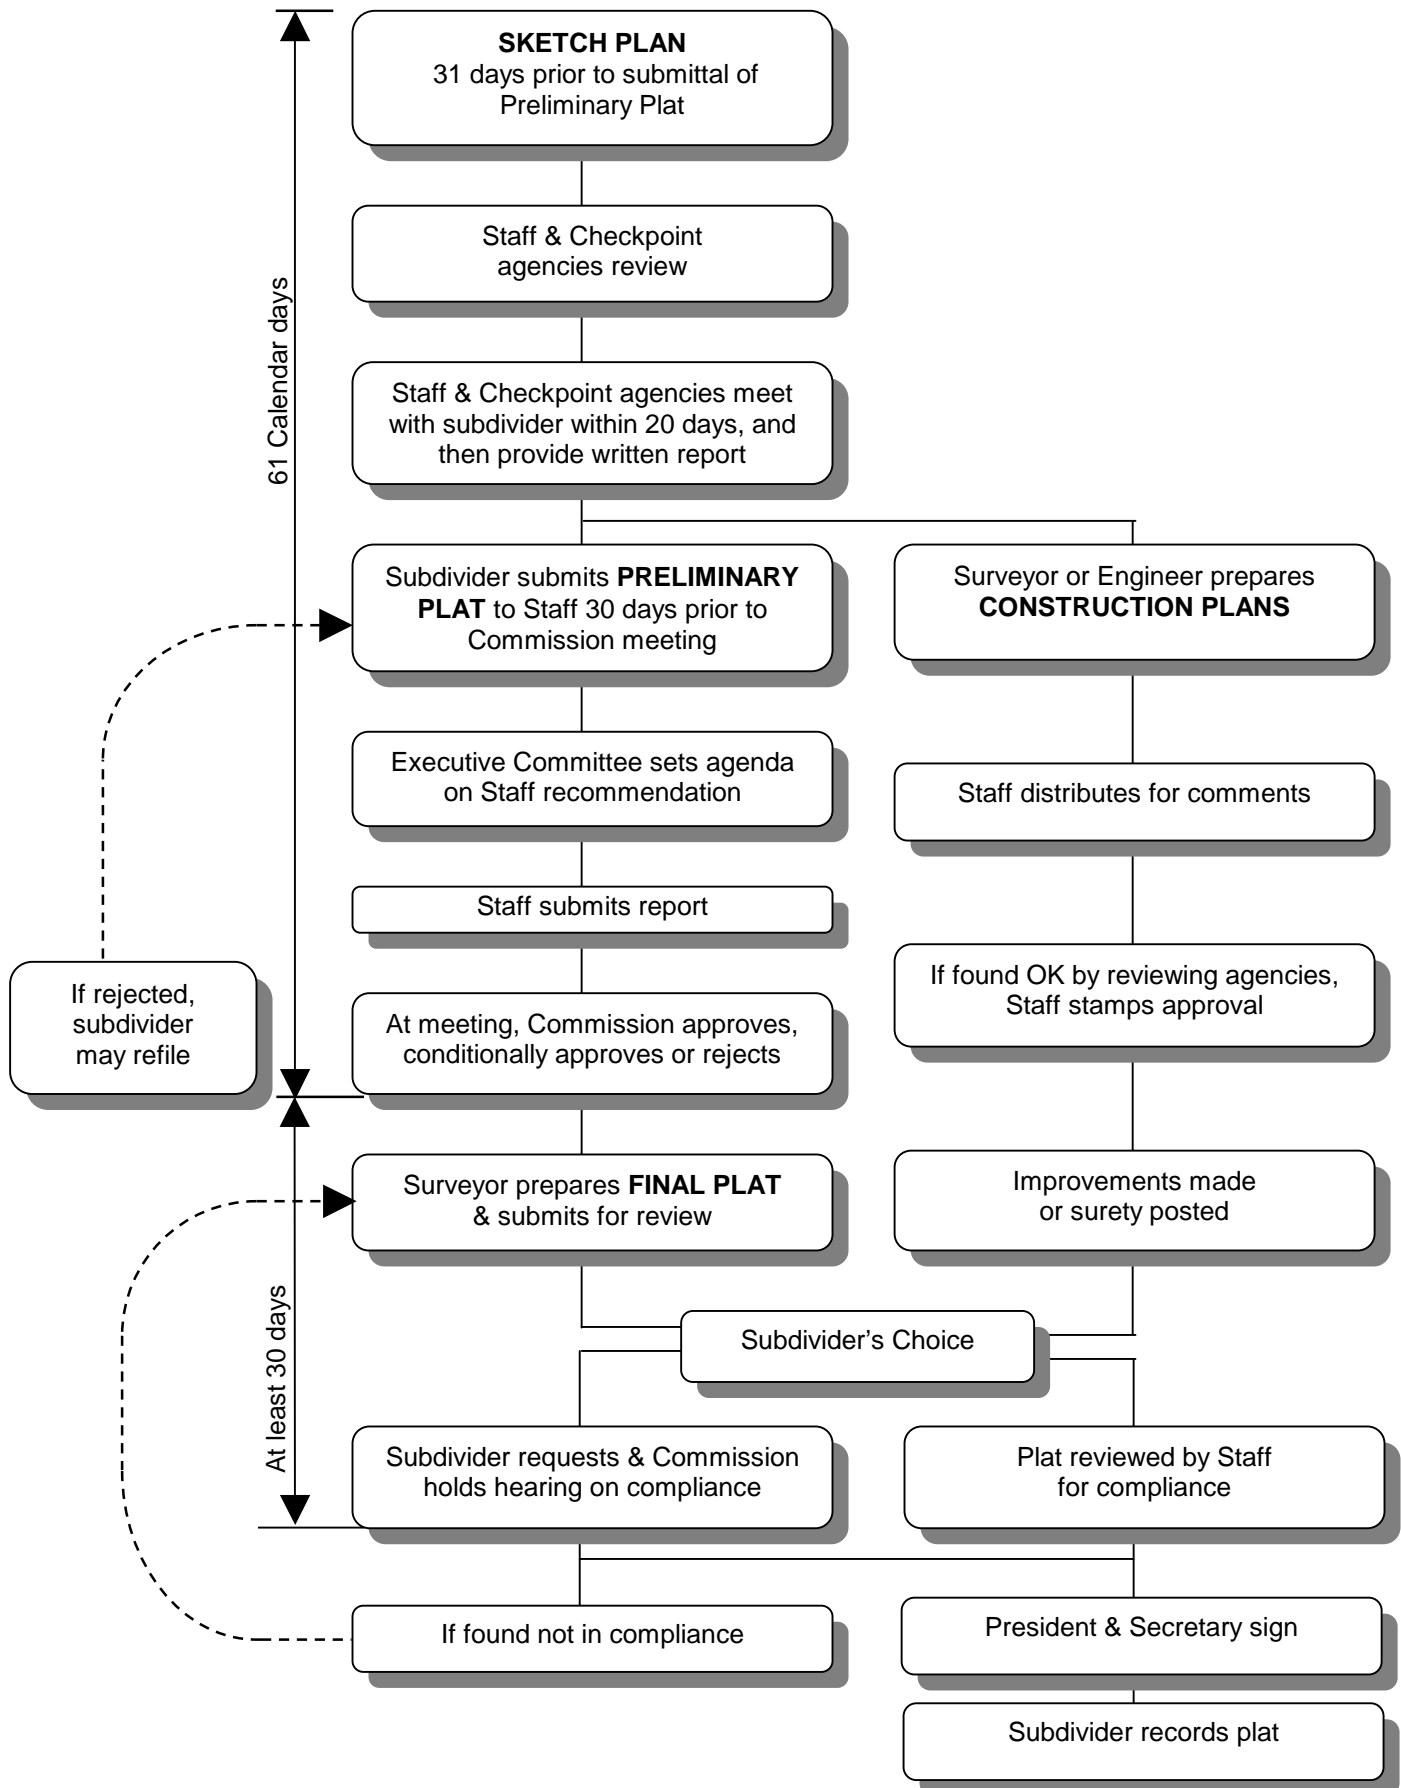 SKETCH PLAN
31 days prior to submittal of
Preliminary Plat
Staff & Checkpoint
agencies review
61 Calendar days
Staff & Checkpoint agencies meet
with subdivider within 20 days, and
then provide written report
Subdivider submits PRELIMINARY
PLAT to Staff 30 days prior to
Commission meeting
Surveyor or Engineer prepares
CONSTRUCTION PLANS
Executive Committee sets agenda
on Staff recommendation
Staff distributes for comments
Staff submits report
If rejected,
subdivider
may refile
At meeting, Commission approves,
conditionally approves or rejects
If found OK by reviewing agencies,
Staff stamps approval
Surveyor prepares FINAL PLAT
& submits for review
Improvements made
or surety posted
At least 30 days
Subdivider’s Choice
Subdivider requests & Commission
holds hearing on compliance
Plat reviewed by Staff
for compliance
If found not in compliance
President & Secretary sign
Subdivider records plat